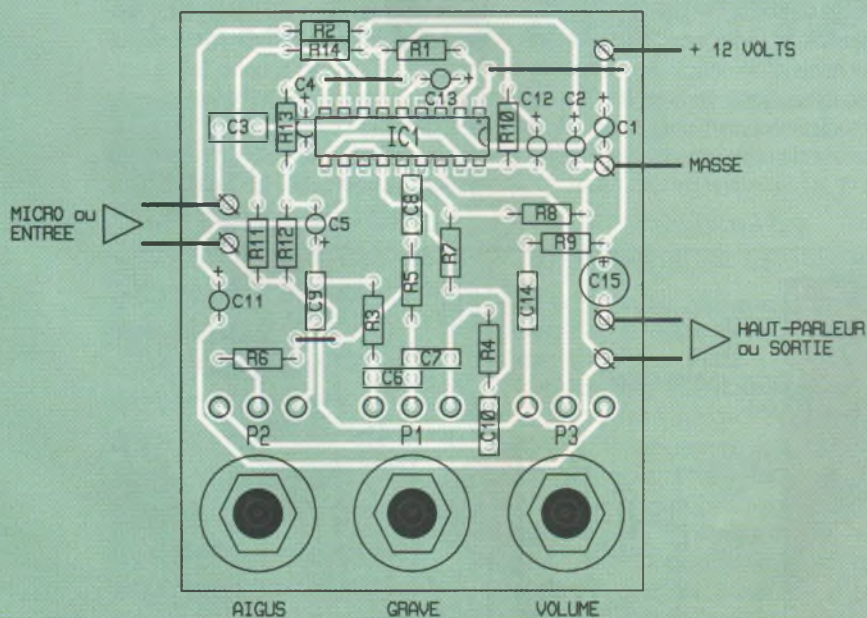 R2
R14
R1
+ 12 VOLTS
C4
C13
C12
C2
C1
C3
R13
IC1
R10
MASSE
MICRO ou
ENTREE
R11
R12
C5
C8
R7
R8
R9
C15
C11
C9
R3
R5
C14
R4
HAUT-PARLEUR
ou SORTIE
R6
C7
C6
C10
P2
P1
P3
AIGUS
GRAVE
VOLUME